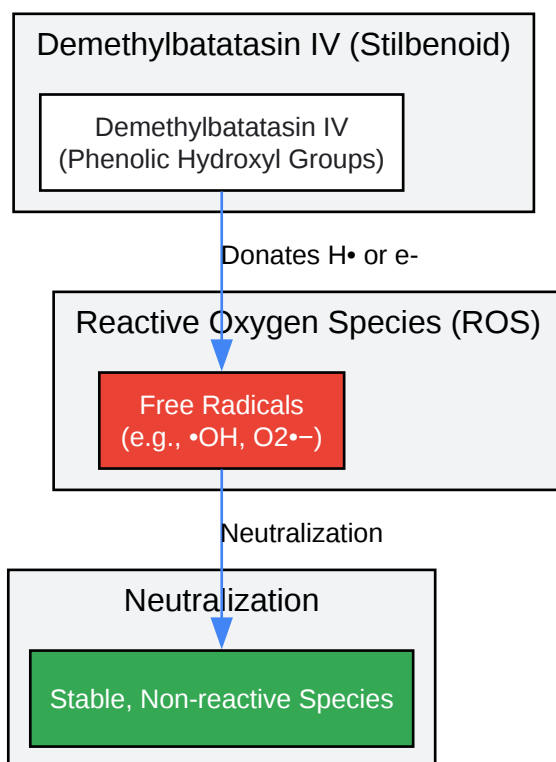 Demethylbatatasin IV (Stilbenoid)
Demethylbatatasin IV
(Phenolic Hydroxyl Groups)
Donates H• or e-
Reactive Oxygen Species (ROS)
Free Radicals
(e.g., •OH, O2•−)
Neutralization
Neutralization
Stable, Non-reactive Species